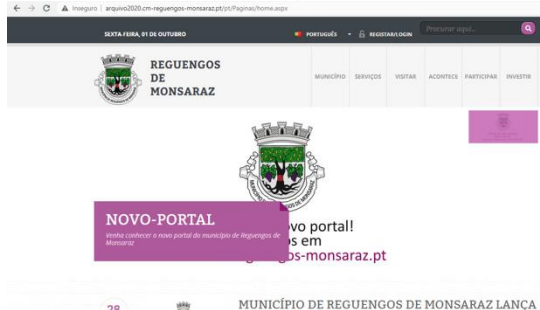 Inseguro | arquivo2020.cm-reguengos-monsaraz.pt/pt/Paginas/home.aspx
SEXTA-FEIRA, 01 DE OUTUBRO
PORTUGUÊS
REGISTAR/LOGIN
Procurar aqui...
REGUENGOS
DE
MONSARAZ
MUNICÍPIO SERVIÇOS VISITAR ACONTECE PARTICIPAR INVESTIR
NOVO-PORTAL
Venha conhecer o novo portal do município de Reguengos de
Monsaraz
vo portal!
s em
gos-monsaraz.pt
28
MUNICÍPIO DE REGUENGOS DE MONSARAZ LANÇA